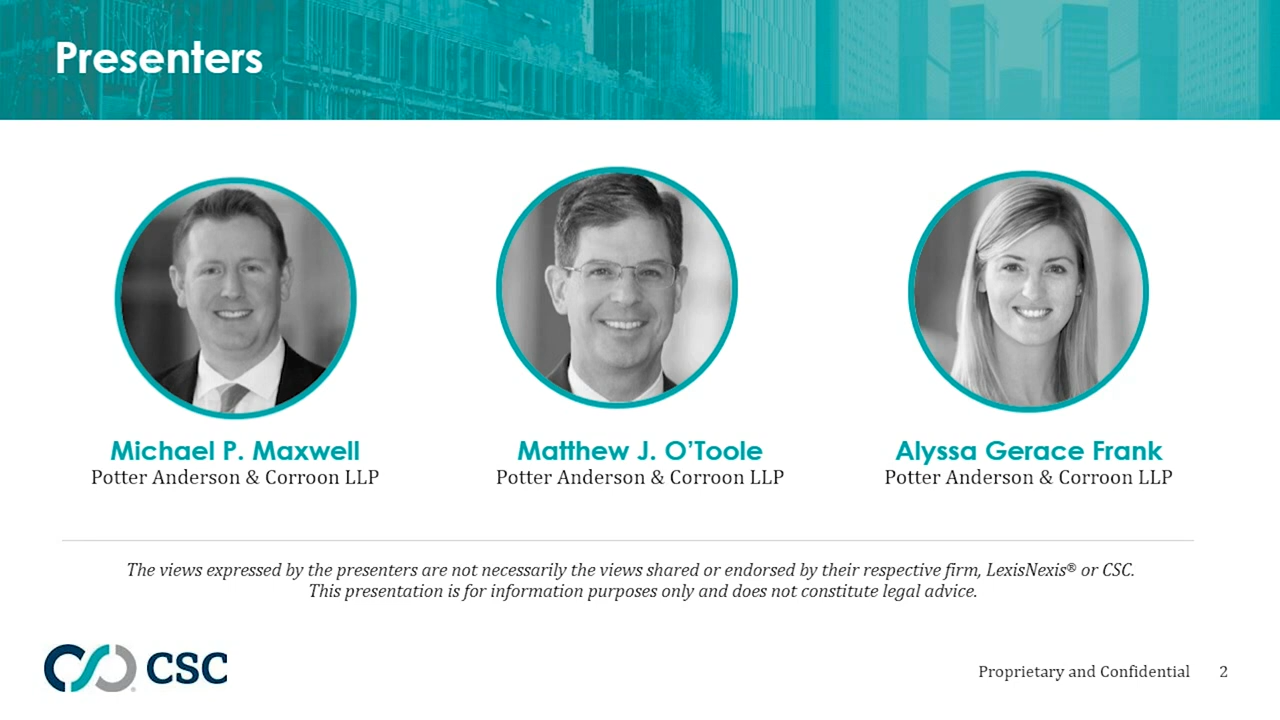 Presenters
Michael P. Maxwell
Potter Anderson & Corroon LLP
Matthew J. O’Toole
Potter Anderson & Corroon LLP
Alyssa Gerace Frank
Potter Anderson & Corroon LLP
The views expressed by the presenters are not necessarily the views shared or endorsed by their respective firm, LexisNexis® or CSC.
This presentation is for information purposes only and does not constitute legal advice.
CSC
Proprietary and Confidential 2